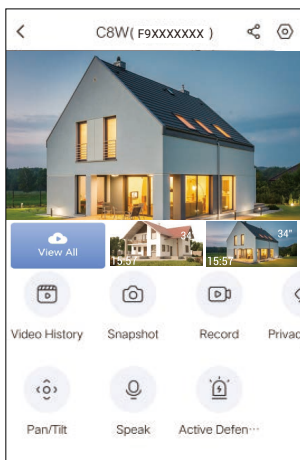 C8W( F9XXXXXXX )
34"
34"
View All
15:57
15:57
Video History
Snapshot
Record
Privac
Pan/Tilt
Speak
Active Defen···